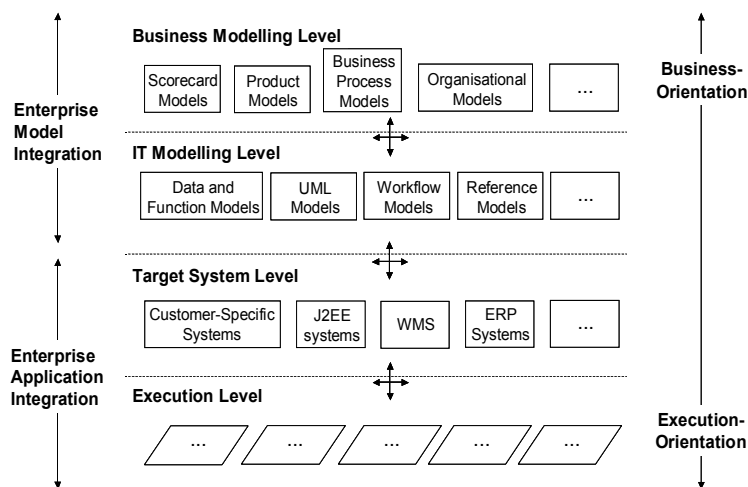 Business Modelling Level
Scorecard
Models
Product
Models
Business
Process
Models
Organisational
Models
...
Enterprise
Model
Integration
Business-
Orientation
IT Modelling Level
Data and
Function Models
UML
Models
Workflow
Models
Reference
Models
...
Target System Level
Customer-Specific
Systems
J2EE
systems
WMS
ERP
Systems
...
Enterprise
Application
Integration
Execution Level
...
...
...
...
...
Execution-
Orientation